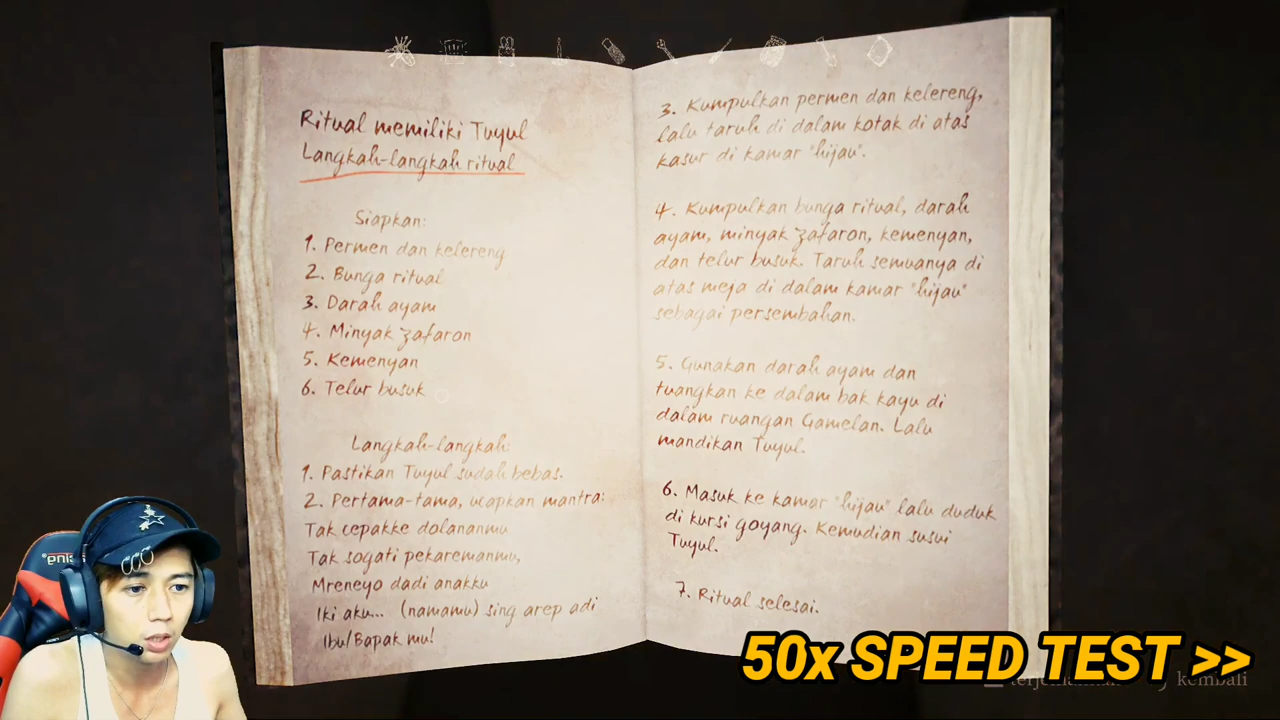 Ritual memiliki Tuyul
Langkah-langkah ritual
Siapkan:
1. Permen dan kelereng
2. Bunga ritual
3. Darah ayam
4. Minyak zafaron
5. Kemenyan
6. Telur busuk
Langkah-langkah:
1. Pastikan Tuyul sudah bebas.
2. Pertama-tama, ucapkan mantra:
Tak cepakke dolananmu
Tak sogati pekaremanmu,
Mreneyo dadi anakku
Iki aku... (namamu) sing arep adi
Ibu/Bapak mu!
3. Kumpulkan permen dan kelereng,
lalu taruh di dalam kotak di atas
kasur di kamar "hijau".
4. Kumpulkan bunga ritual, darah
ayam, minyak zafaron, kemenyan,
dan telur busuk. Taruh semuanya di
atas meja di dalam kamar "hijau"
sebagai persembahan.
5. Gunakan darah ayam dan
tuangkan ke dalam bak kayu di
dalam ruangan Gamelan. Lalu
mandikan Tuyul.
6. Masuk ke kamar "hijau" lalu duduk
di kursi goyang. Kemudian susui
Tuyul.
7. Ritual selesai.
50x SPEED TEST >>
kembali